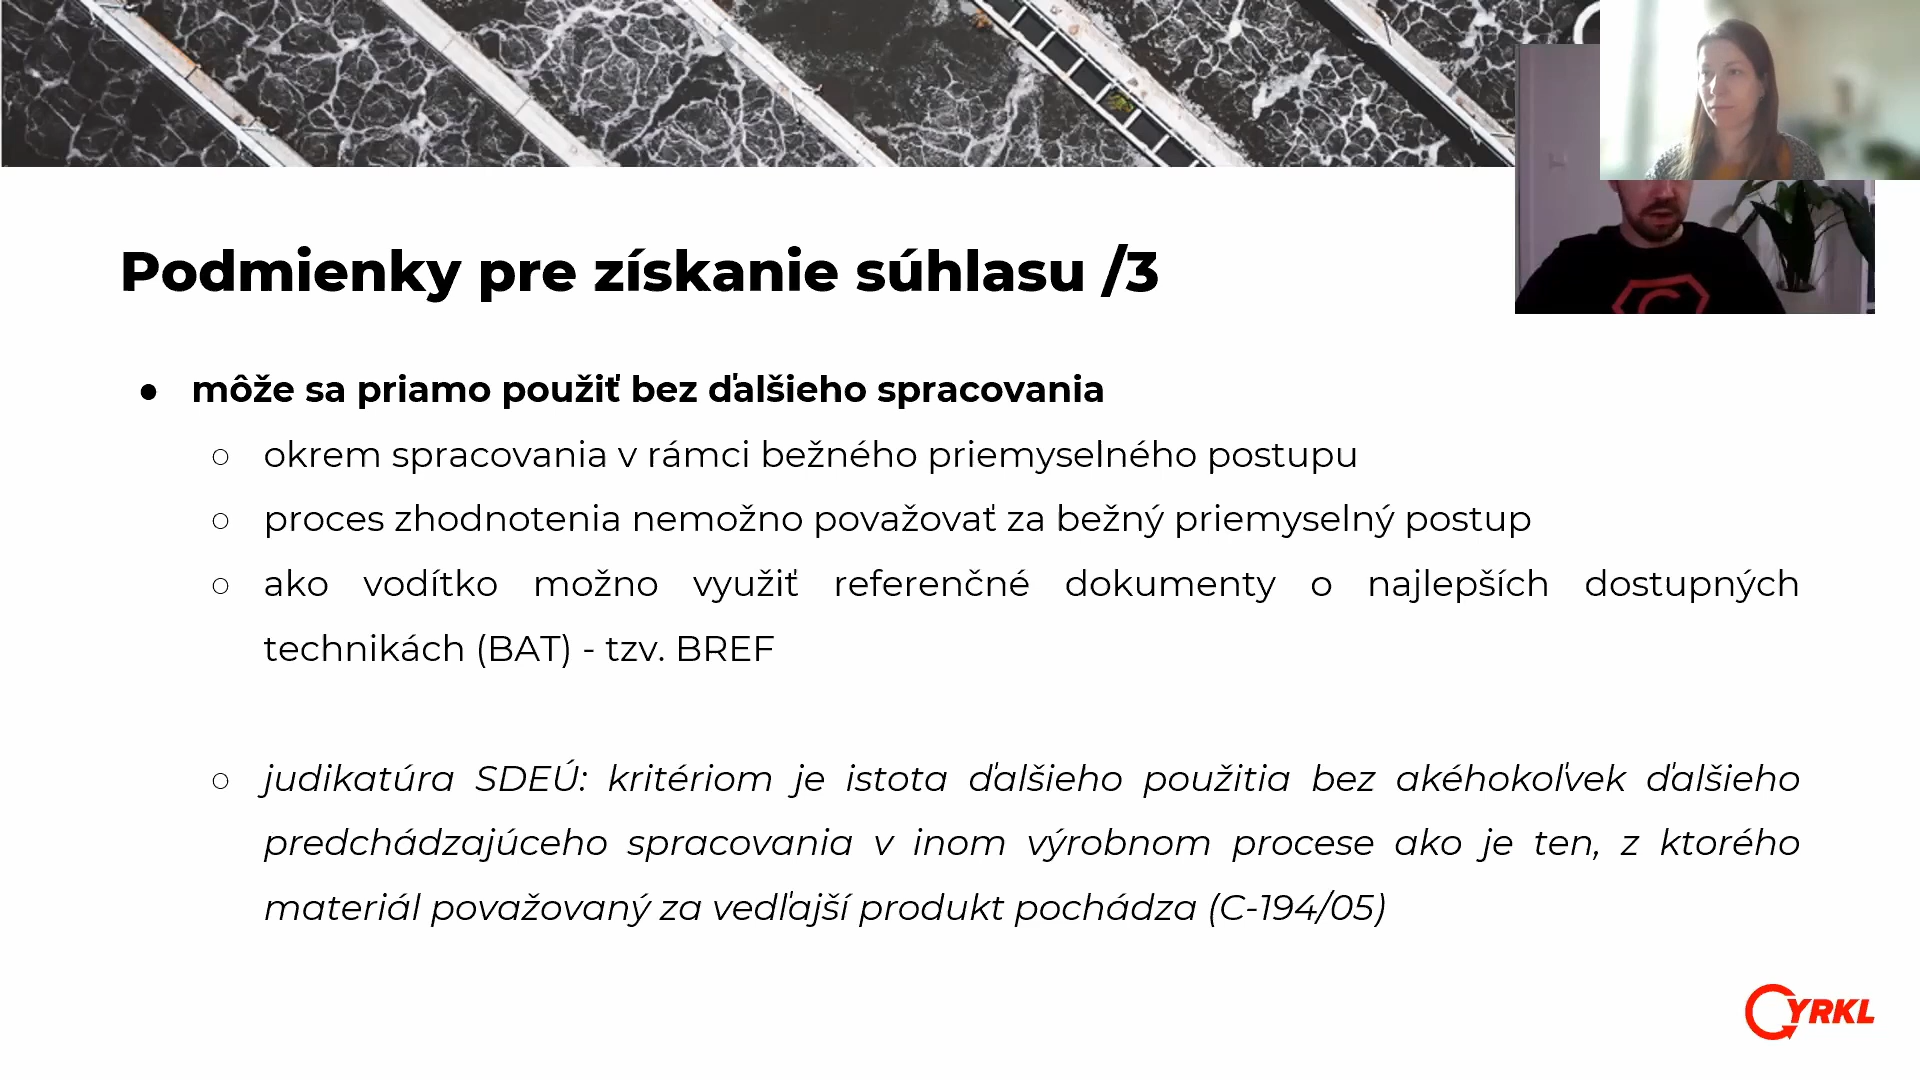 Podmienky pre získanie súhlasu /3
● môže sa priamo použiť bez ďalšieho spracovania
○ okrem spracovania v rámci bežného priemyselného postupu
○ proces zhodnotenia nemožno považovať za bežný priemyselný postup
○ ako vodítko možno využiť referenčné dokumenty o najlepších dostupných
technikách (BAT) - tzv. BREF
○ judikatúra SDEÚ: kritériom je istota ďalšieho použitia bez akéhokoľvek ďalšieho
predchádzajúceho spracovania v inom výrobnom procese ako je ten, z ktorého
materiál považovaný za vedľajší produkt pochádza (C-194/05)
CYRKL